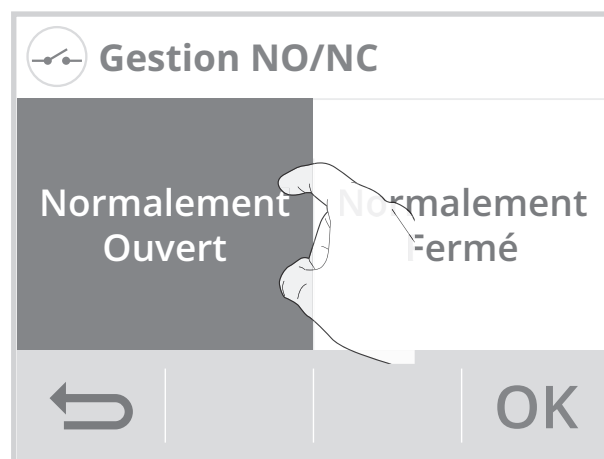 Gestion NO/NC
Normalement
Ouvert
Normalement
Fermé
OK